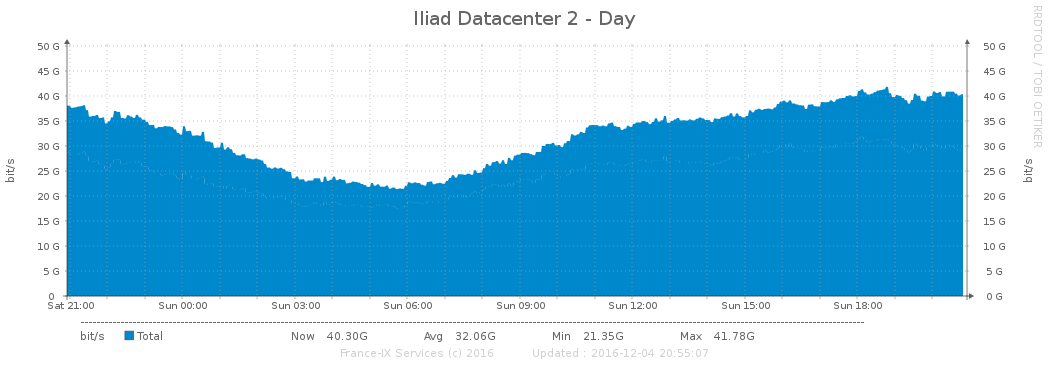 Iliad Datacenter 2 - Day
RRDTOOL / TOBI OETIKER
50 G 50 G
45 G 45 G
40 G 40 G
35 G 35 G
30 G 30 G
25 G 25 G
20 G 20 G
15 G 15 G
10 G 10 G
5 G 5 G
0 0 G
bit/s bit/s
Sat 21:00 Sun 00:00 Sun 03:00 Sun 06:00 Sun 09:00 Sun 12:00 Sun 15:00 Sun 18:00
bit/s Total Now 40.30G Avg 32.06G Min 21.35G Max 41.78G
France-IX Services (c) 2016 Updated : 2016-12-04 20:55:07